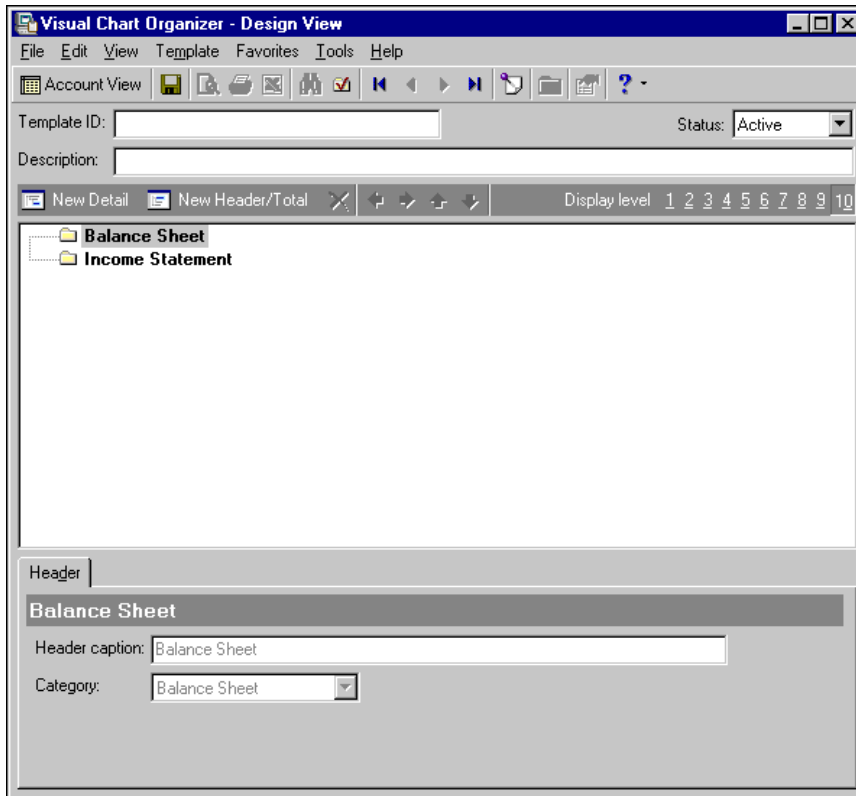 Visual Chart Organizer - Design View
File Edit View Template Favorites Tools Help
Account View ?
Template ID: Status: Active
Description:
New Detail New Header/Total Display level 1 2 3 4 5 6 7 8 9 10
Balance Sheet
Income Statement
Header
Balance Sheet
Header caption: Balance Sheet
Category: Balance Sheet